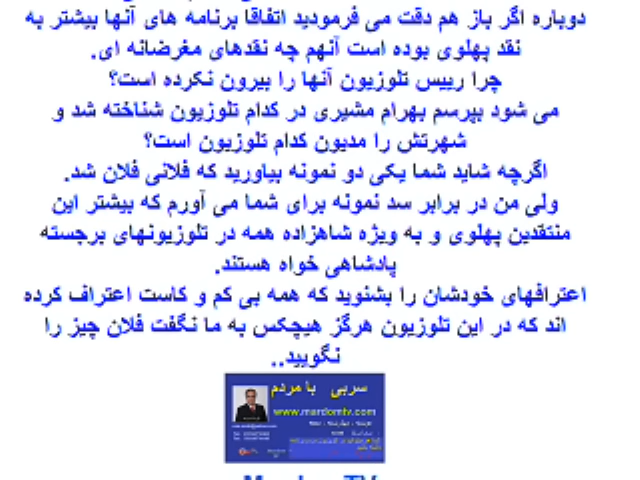 دوباره اگر باز هم دقت می فرمودید اتفاقا برنامه های آنها بیشتر به
نقد پهلوی بوده است آنهم چه نقدهای مغرضانه ای.
چرا رییس تلوزیون آنها را بیرون نکرده است؟
می شود بپرسم بهرام مشیری در کدام تلوزیون شناخته شد و
شهرتش را مدیون کدام تلوزیون است؟
اگرچه شاید شما یکی دو نمونه بیاورید که فلانی فلان شد.
ولی من در برابر سد نمونه برای شما می آورم که بیشتر این
منتقدین پهلوی و به ویژه شاهزاده همه در تلوزیونهای برجسته
پادشاهی خواه هستند.
اعترافهای خودشان را بشنوید که همه بی کم و کاست اعتراف کرده
اند که در این تلوزیون هرگز هیچکس به ما نگفت فلان چیز را
نگویید..
سربی با مردم
www.mardomtv.com